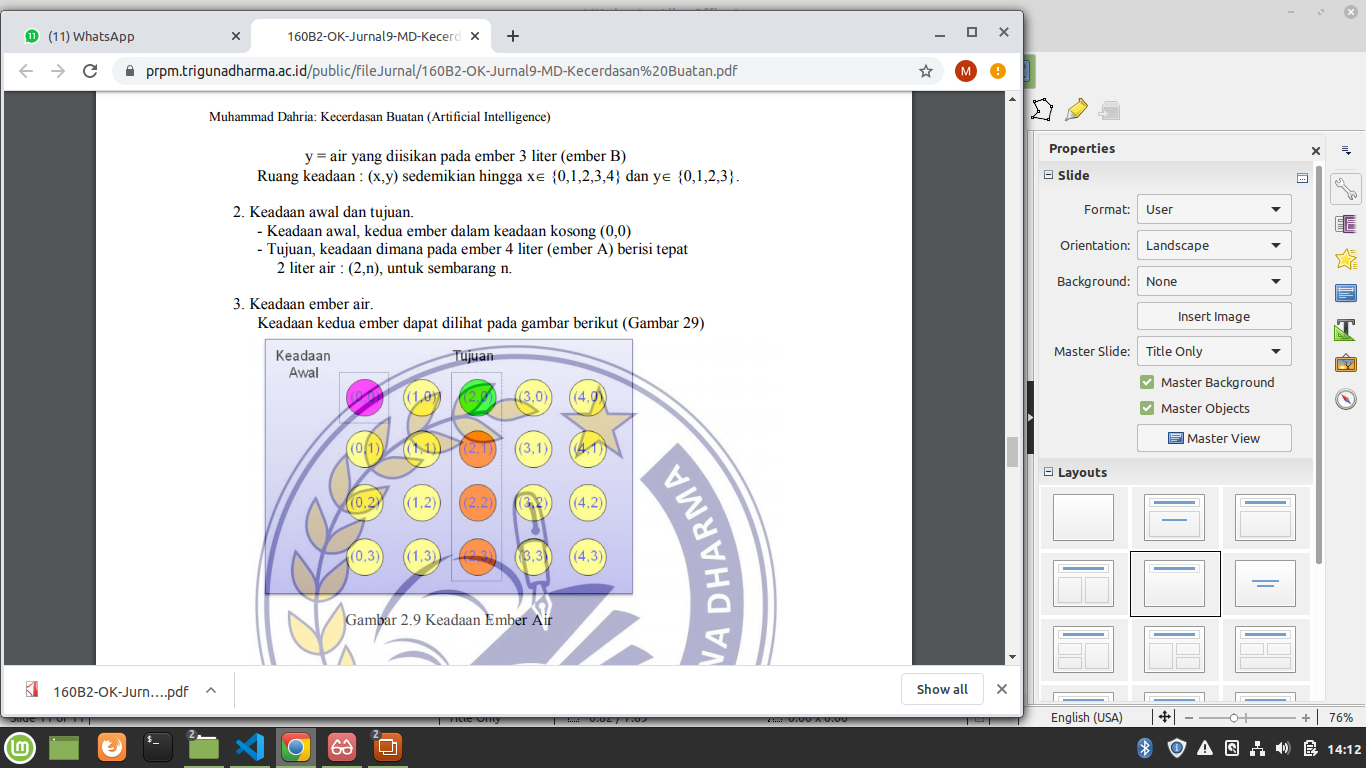 (11) WhatsApp
160B2-OK-Jurnal9-MD-Kecerd
prpm.trigunadharma.ac.id/public/fileJurnal/160B2-OK-Jurnal9-MD-Kecerdasan%20Buatan.pdf
M
Muhammad Dahria: Kecerdasan Buatan (Artificial Intelligence)
y = air yang diisikan pada ember 3 liter (ember B)
Ruang keadaan : (x,y) sedemikian hingga x∈ {0,1,2,3,4} dan y∈ {0,1,2,3}.
2. Keadaan awal dan tujuan.
- Keadaan awal, kedua ember dalam keadaan kosong (0,0)
- Tujuan, keadaan dimana pada ember 4 liter (ember A) berisi tepat
2 liter air : (2,n), untuk sembarang n.
3. Keadaan ember air.
Keadaan kedua ember dapat dilihat pada gambar berikut (Gambar 29)
Keadaan Tujuan
Awal
(0,0) (1,0) (2,0) (3,0) (4,0)
(0,1) (1,1) (2,1) (3,1) (4,1)
(0,2) (1,2) (2,2) (3,2) (4,2)
(0,3) (1,3) (2,3) (3,3) (4,3)
Gambar 2.9 Keadaan Ember Air
DHARMA
160B2-OK-Jurn....pdf
Show all
Properties
Slide
Format: User
Orientation: Landscape
Background: None
Insert Image
Master Slide: Title Only
Master Background
Master Objects
Master View
Layouts
English (USA)
76%
2
2
14:12